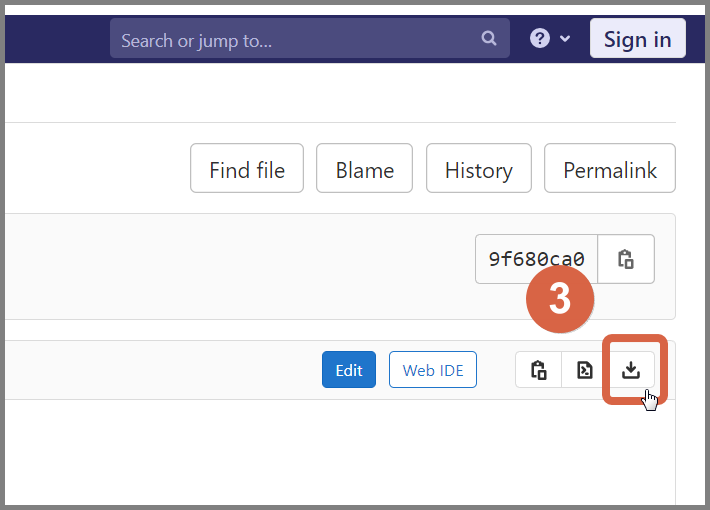 Search or jump to...
?
Sign in
Find file
Blame
History
Permalink
9f680ca0
3
Edit
Web IDE